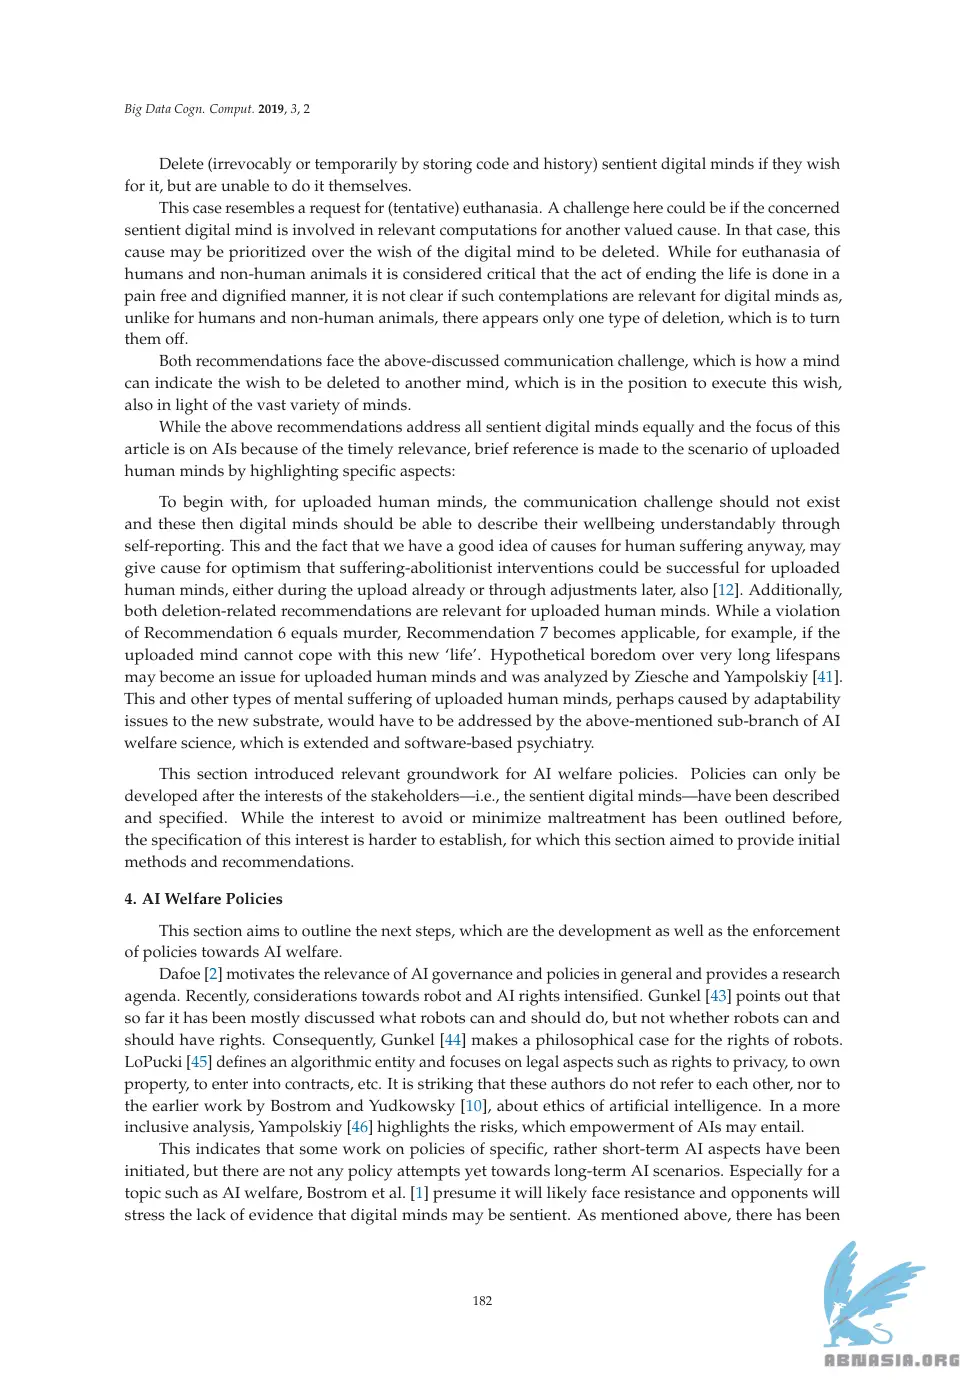 Big Data Cogn. Comput. 2019, 3, 2
Delete (irrevocably or temporarily by storing code and history) sentient digital minds if they wish
for it, but are unable to do it themselves.
This case resembles a request for (tentative) euthanasia. A challenge here could be if the concerned
sentient digital mind is involved in relevant computations for another valued cause. In that case, this
cause may be prioritized over the wish of the digital mind to be deleted. While for euthanasia of
humans and non-human animals it is considered critical that the act of ending the life is done in a
pain free and dignified manner, it is not clear if such contemplations are relevant for digital minds as,
unlike for humans and non-human animals, there appears only one type of deletion, which is to turn
them off.
Both recommendations face the above-discussed communication challenge, which is how a mind
can indicate the wish to be deleted to another mind, which is in the position to execute this wish,
also in light of the vast variety of minds.
While the above recommendations address all sentient digital minds equally and the focus of this
article is on AIs because of the timely relevance, brief reference is made to the scenario of uploaded
human minds by highlighting specific aspects:
To begin with, for uploaded human minds, the communication challenge should not exist
and these then digital minds should be able to describe their wellbeing understandably through
self-reporting. This and the fact that we have a good idea of causes for human suffering anyway, may
give cause for optimism that suffering-abolitionist interventions could be successful for uploaded
human minds, either during the upload already or through adjustments later, also [12]. Additionally,
both deletion-related recommendations are relevant for uploaded human minds. While a violation
of Recommendation 6 equals murder, Recommendation 7 becomes applicable, for example, if the
uploaded mind cannot cope with this new ‘life’. Hypothetical boredom over very long lifespans
may become an issue for uploaded human minds and was analyzed by Ziesche and Yampolskiy [41].
This and other types of mental suffering of uploaded human minds, perhaps caused by adaptability
issues to the new substrate, would have to be addressed by the above-mentioned sub-branch of AI
welfare science, which is extended and software-based psychiatry.
This section introduced relevant groundwork for AI welfare policies. Policies can only be
developed after the interests of the stakeholders—i.e., the sentient digital minds—have been described
and specified. While the interest to avoid or minimize maltreatment has been outlined before,
the specification of this interest is harder to establish, for which this section aimed to provide initial
methods and recommendations.
4. AI Welfare Policies
This section aims to outline the next steps, which are the development as well as the enforcement
of policies towards AI welfare.
Dafoe [2] motivates the relevance of AI governance and policies in general and provides a research
agenda. Recently, considerations towards robot and AI rights intensified. Gunkel [43] points out that
so far it has been mostly discussed what robots can and should do, but not whether robots can and
should have rights. Consequently, Gunkel [44] makes a philosophical case for the rights of robots.
LoPucki [45] defines an algorithmic entity and focuses on legal aspects such as rights to privacy, to own
property, to enter into contracts, etc. It is striking that these authors do not refer to each other, nor to
the earlier work by Bostrom and Yudkowsky [10], about ethics of artificial intelligence. In a more
inclusive analysis, Yampolskiy [46] highlights the risks, which empowerment of AIs may entail.
This indicates that some work on policies of specific, rather short-term AI aspects have been
initiated, but there are not any policy attempts yet towards long-term AI scenarios. Especially for a
topic such as AI welfare, Bostrom et al. [1] presume it will likely face resistance and opponents will
stress the lack of evidence that digital minds may be sentient. As mentioned above, there has been
182
ABNASIA.ORG